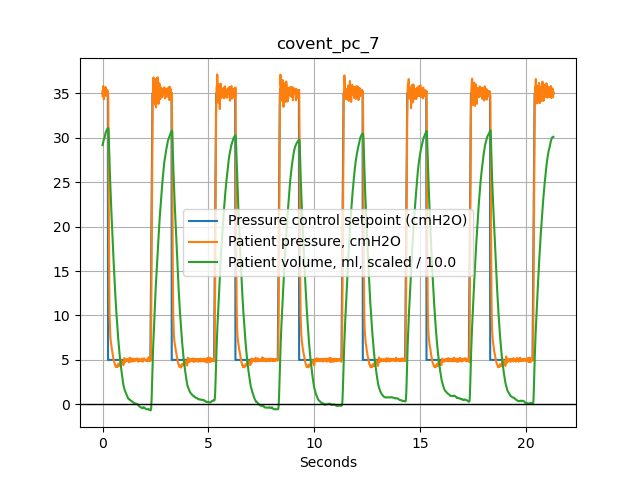 covent_pc_7
35
30
25
20
15
10
5
0
Pressure control setpoint (cmH2O)
Patient pressure, cmH2O
Patient volume, ml, scaled / 10.0
0 5 10 15 20
Seconds